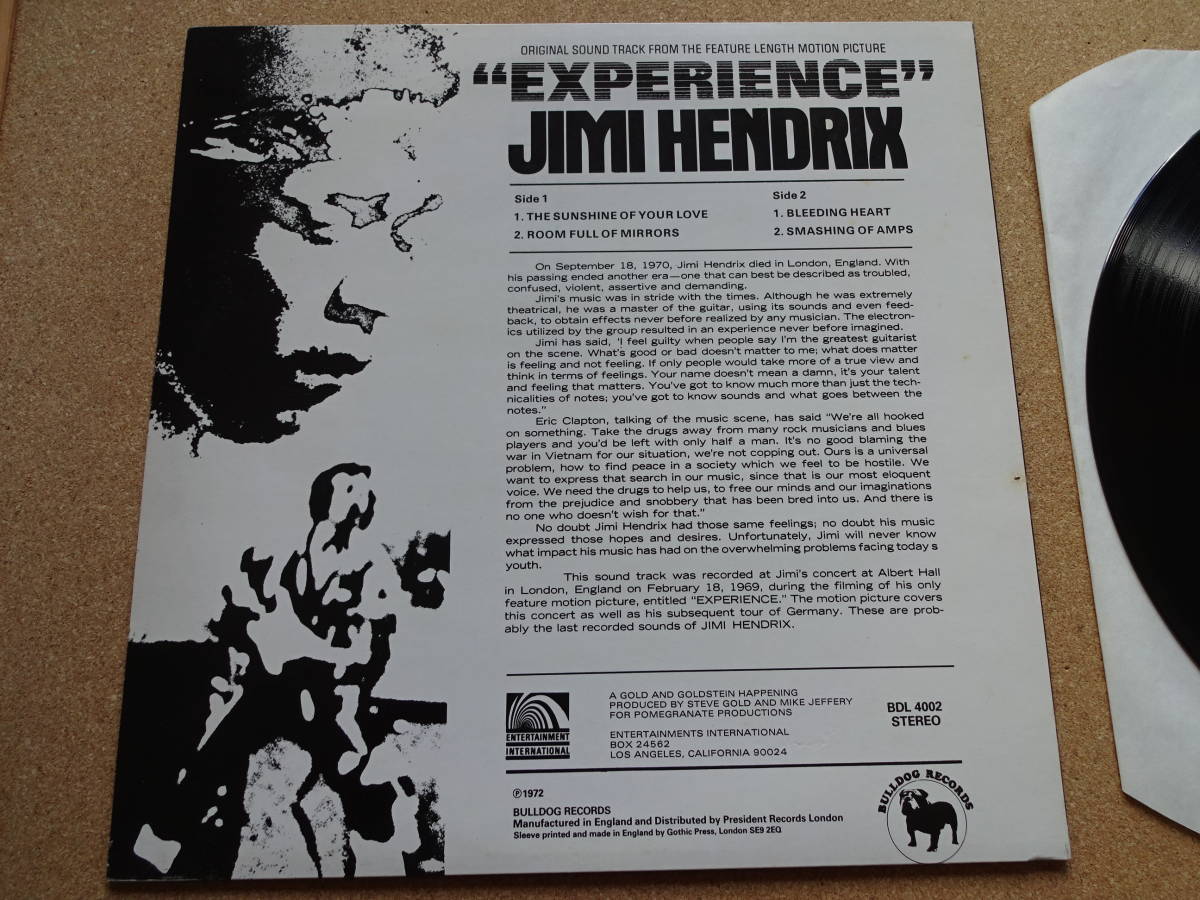 ORIGINAL SOUND TRACK FROM THE FEATURE LENGTH MOTION PICTURE
“EXPERIENCE”
JIMI HENDRIX
Side 1
1. THE SUNSHINE OF YOUR LOVE
2. ROOM FULL OF MIRRORS
Side 2
1. BLEEDING HEART
2. SMASHING OF AMPS
On September 18, 1970, Jimi Hendrix died in London, England. With
his passing ended another era—one that can best be described as troubled,
confused, violent, assertive and demanding.
Jimi's music was in stride with the times. Although he was extremely
theatrical, he was a master of the guitar, using its sounds and even feed-
back, to obtain effects never before realized by any musician. The electron-
ics utilized by the group resulted in an experience never before imagined.
Jimi has said, 'I feel guilty when people say I'm the greatest guitarist
on the scene. What's good or bad doesn't matter to me; what does matter
is feeling and not feeling. If only people would take more of a true view and
think in terms of feelings. Your name doesn't mean a damn, it's your talent
and feeling that matters. You've got to know much more than just the tech-
nicalities of notes; you've got to know sounds and what goes between the
notes.”
Eric Clapton, talking of the music scene, has said “We're all hooked
on something. Take the drugs away from many rock musicians and blues
players and you'd be left with only half a man. It's no good blaming the
war in Vietnam for our situation, we're not copping out. Ours is a universal
problem, how to find peace in a society which we feel to be hostile. We
want to express that search in our music, since that is our most eloquent
voice. We need the drugs to help us, to free our minds and our imaginations
from the prejudice and snobbery that has been bred into us. And there is
no one who doesn't wish for that.”
No doubt Jimi Hendrix had those same feelings; no doubt his music
expressed those hopes and desires. Unfortunately, Jimi will never know
what impact his music has had on the overwhelming problems facing today s
youth.
This sound track was recorded at Jimi's concert at Albert Hall
in London, England on February 18, 1969, during the filming of his only
feature motion picture, entitled “EXPERIENCE.” The motion picture covers
this concert as well as his subsequent tour of Germany. These are prob-
ably the last recorded sounds of JIMI HENDRIX.
ENTERTAINMENT
INTERNATIONAL
A GOLD AND GOLDSTEIN HAPPENING
PRODUCED BY STEVE GOLD AND MIKE JEFFERY
FOR POMEGRANATE PRODUCTIONS
ENTERTAINMENTS INTERNATIONAL
BOX 24562
LOS ANGELES, CALIFORNIA 90024
BDL 4002
STEREO
℗1972
BULLDOG RECORDS
Manufactured in England and Distributed by President Records London
Sleeve printed and made in England by Gothic Press, London SE9 2EQ
BULLDOG RECORDS